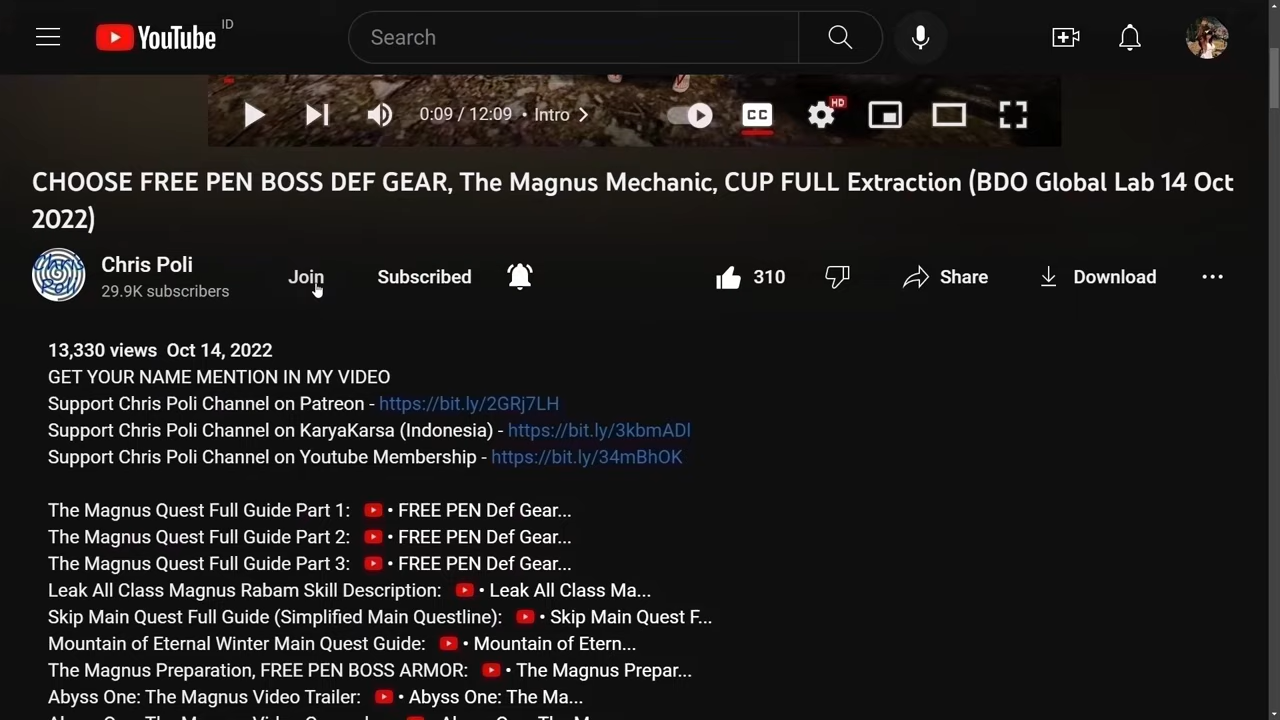 YouTube ID
Search
0:09 / 12:09 • Intro
CC
HD
CHOOSE FREE PEN BOSS DEF GEAR, The Magnus Mechanic, CUP FULL Extraction (BDO Global Lab 14 Oct
2022)
Chris Poli
Chris Poli
29.9K subscribers
Join
Subscribed
310
Share
Download
13,330 views Oct 14, 2022
GET YOUR NAME MENTION IN MY VIDEO
Support Chris Poli Channel on Patreon - https://bit.ly/2GRj7LH
Support Chris Poli Channel on KaryaKarsa (Indonesia) - https://bit.ly/3kbmADl
Support Chris Poli Channel on Youtube Membership - https://bit.ly/34mBhOK
The Magnus Quest Full Guide Part 1: • FREE PEN Def Gear...
The Magnus Quest Full Guide Part 2: • FREE PEN Def Gear...
The Magnus Quest Full Guide Part 3: • FREE PEN Def Gear...
Leak All Class Magnus Rabam Skill Description: • Leak All Class Ma...
Skip Main Quest Full Guide (Simplified Main Questline): • Skip Main Quest F...
Mountain of Eternal Winter Main Quest Guide: • Mountain of Etern...
The Magnus Preparation, FREE PEN BOSS ARMOR: • The Magnus Prepar...
Abyss One: The Magnus Video Trailer: • Abyss One: The Ma...